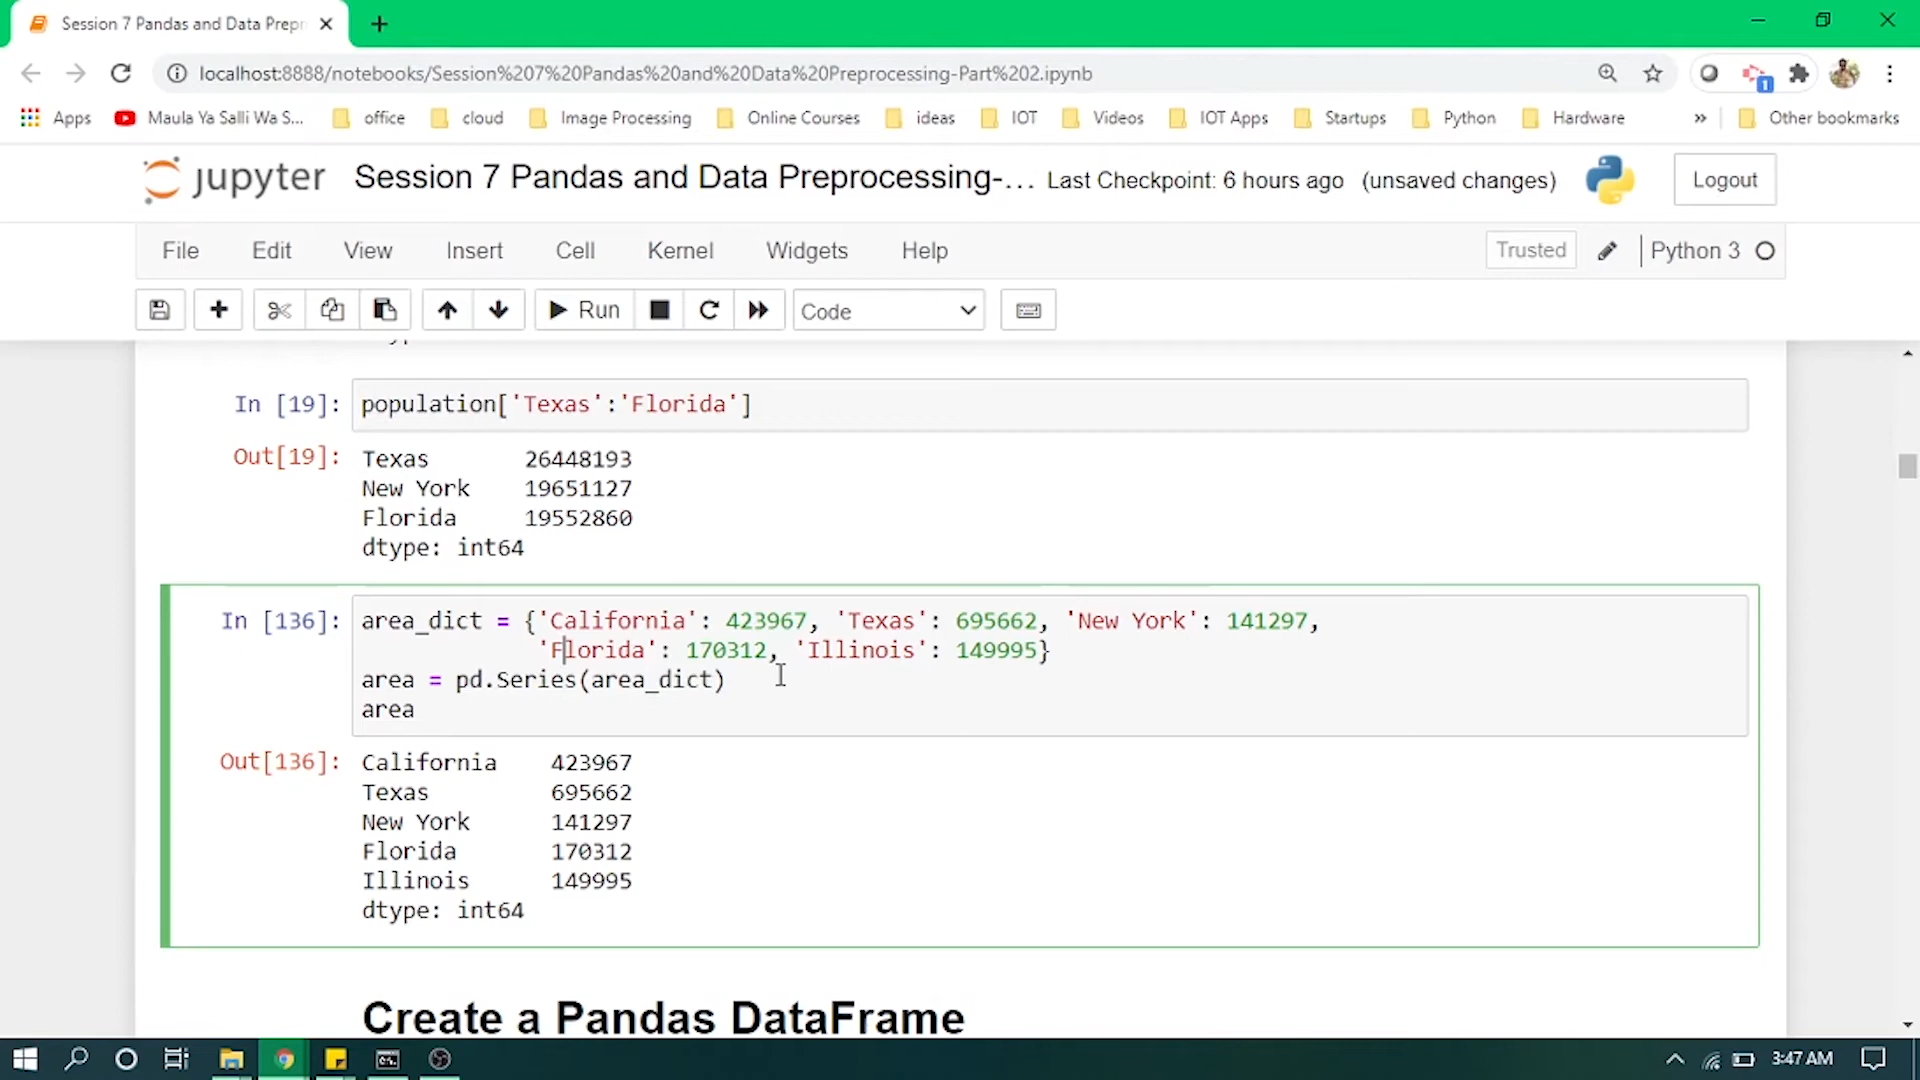 Session 7 Pandas and Data Prepr
localhost:8888/notebooks/Session%207%20Pandas%20and%20Data%20Preprocessing-Part%202.ipynb
1
Apps Maula Ya Salli Wa S... office cloud Image Processing Online Courses ideas IOT Videos IOT Apps Startups Python Hardware » Other bookmarks
jupyter Session 7 Pandas and Data Preprocessing-... Last Checkpoint: 6 hours ago (unsaved changes) Logout
File Edit View Insert Cell Kernel Widgets Help Trusted Python 3
Run Code
In [19]: population['Texas':'Florida']
Out[19]: Texas 26448193
New York 19651127
Florida 19552860
dtype: int64
In [136]: area_dict = {'California': 423967, 'Texas': 695662, 'New York': 141297,
'Florida': 170312, 'Illinois': 149995}
area = pd.Series(area_dict)
area
Out[136]: California 423967
Texas 695662
New York 141297
Florida 170312
Illinois 149995
dtype: int64
Create a Pandas DataFrame
3:47 AM